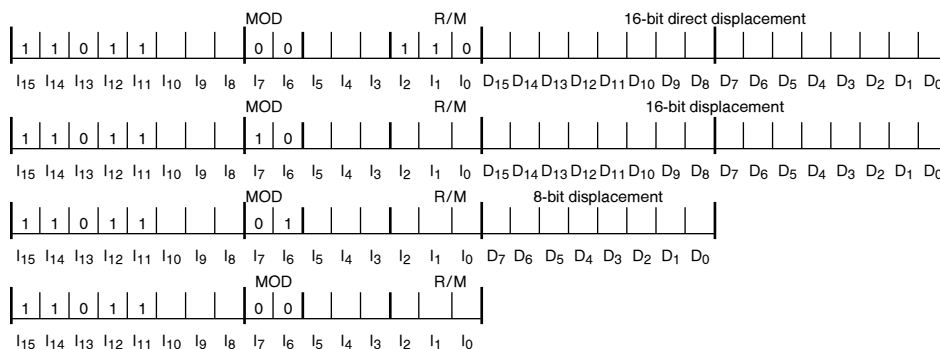 MOD R/M 16-bit direct displacement
1 1 0 1 1 0 0 1 1 0
I15 I14 I13 I12 I11 I10 I9 I8 I7 I6 I5 I4 I3 I2 I1 I0 D15 D14 D13 D12 D11 D10 D9 D8 D7 D6 D5 D4 D3 D2 D1 D0
MOD R/M 16-bit displacement
1 1 0 1 1 1 0
I15 I14 I13 I12 I11 I10 I9 I8 I7 I6 I5 I4 I3 I2 I1 I0 D15 D14 D13 D12 D11 D10 D9 D8 D7 D6 D5 D4 D3 D2 D1 D0
MOD R/M 8-bit displacement
1 1 0 1 1 0 1
I15 I14 I13 I12 I11 I10 I9 I8 I7 I6 I5 I4 I3 I2 I1 I0 D7 D6 D5 D4 D3 D2 D1 D0
MOD R/M
1 1 0 1 1 0 0
I15 I14 I13 I12 I11 I10 I9 I8 I7 I6 I5 I4 I3 I2 I1 I0